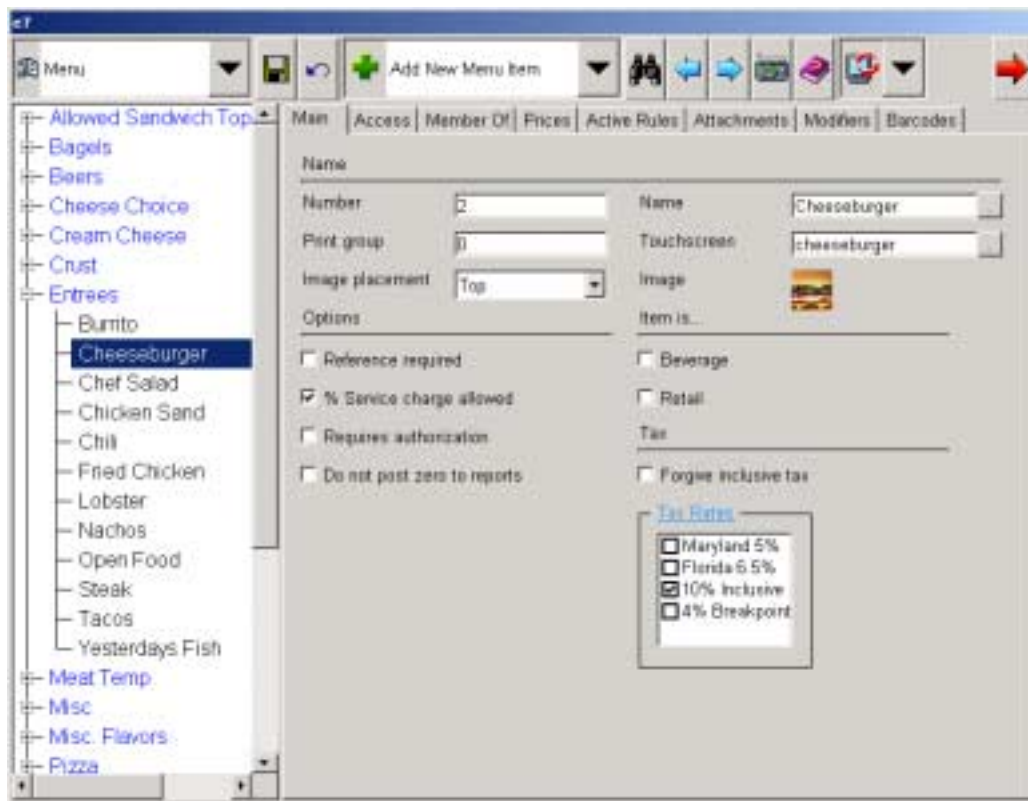 Menu
Add New Menu Item
Allowed Sandwich Top
Bagels
Beers
Cheese Choice
Cream Cheese
Crust
Entrees
Burrito
Cheeseburger
Chef Salad
Chicken Sand
Chili
Fried Chicken
Lobster
Nachos
Open Food
Steak
Tacos
Yesterdays Fish
Meat Temp
Misc
Misc. Flavors
Pizza
Main Access Member Of Prices Active Rules Attachments Modifiers Barcodes
Name
Number 2 Name Cheeseburger ...
Print group 0 Touchscreen cheeseburger ...
Image placement Top Image
Options Item is...
Reference required Beverage
% Service charge allowed Retail
Requires authorization Tax
Do not post zero to reports Forgive inclusive tax
Tax Rates
Maryland 5%
Florida 6.5%
10% Inclusive
4% Breakpoint